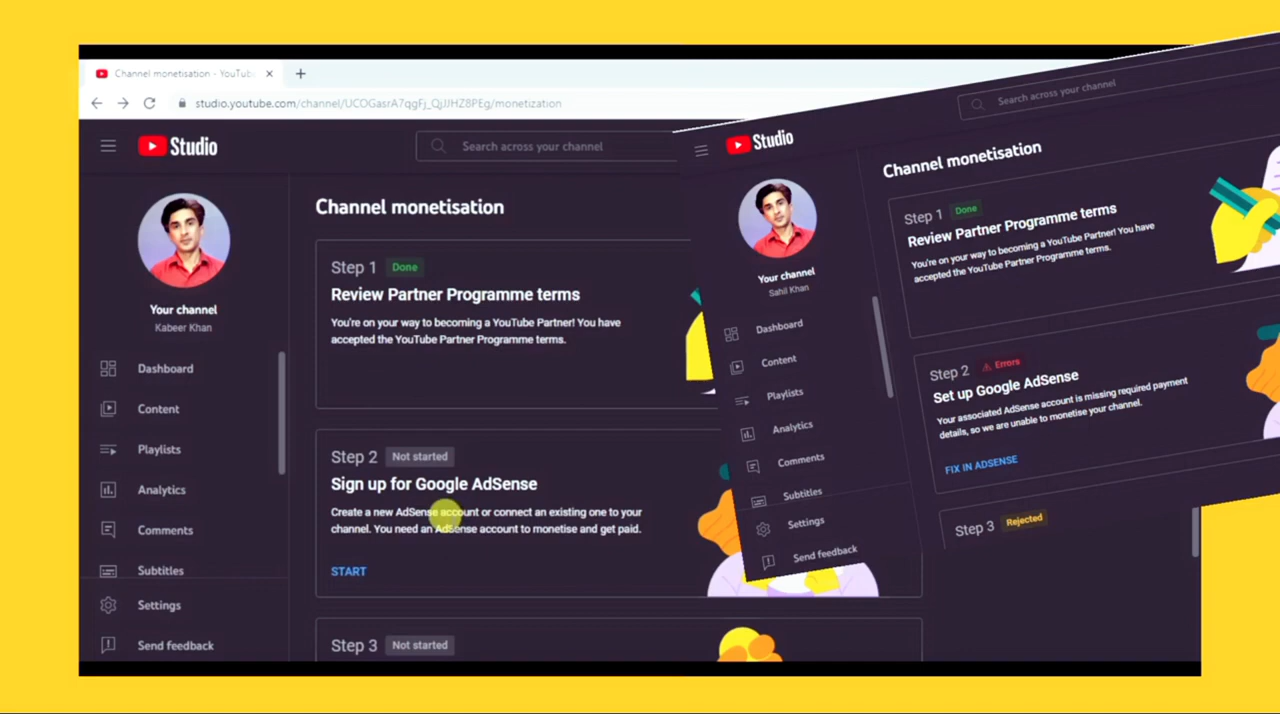 Channel monetisation - YouTub
studio.youtube.com/channel/UCOGasrA7qgFj_QjJJHZ8PEg/monetization
Studio
Search across your channel
Your channel
Kabeer Khan
Dashboard
Content
Playlists
Analytics
Comments
Subtitles
Settings
Send feedback
Channel monetisation
Step 1 Done
Review Partner Programme terms
You're on your way to becoming a YouTube Partner! You have
accepted the YouTube Partner Programme terms.
Step 2 Not started
Sign up for Google AdSense
Create a new AdSense account or connect an existing one to your
channel. You need an AdSense account to monetise and get paid.
START
Step 3 Not started
Studio
Search across your channel
Your channel
Sahil Khan
Dashboard
Content
Playlists
Analytics
Comments
Subtitles
Settings
Send feedback
Channel monetisation
Step 1 Done
Review Partner Programme terms
You're on your way to becoming a YouTube Partner! You have
accepted the YouTube Partner Programme terms.
Step 2 Errors
Set up Google AdSense
Your associated AdSense account is missing required payment
details, so we are unable to monetise your channel.
FIX IN ADSENSE
Step 3 Rejected